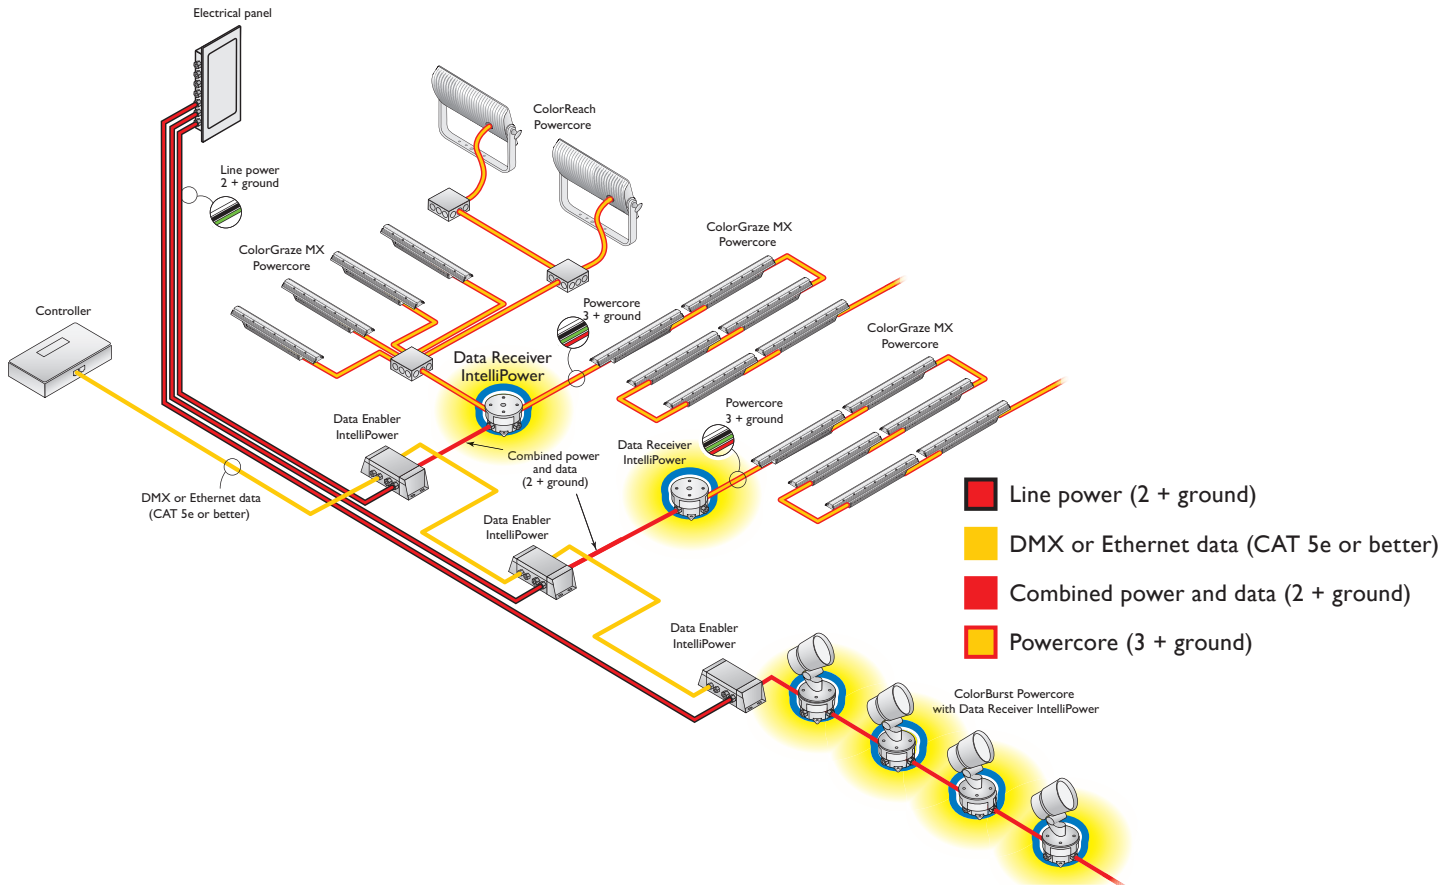 Electrical panel
ColorReach
Powercore
Line power
2 + ground
ColorGraze MX
Powercore
ColorGraze MX
Powercore
Controller
Powercore
3 + ground
ColorGraze MX
Powercore
Data Receiver
IntelliPower
Powercore
3 + ground
Data Enabler
IntelliPower
Data Receiver
IntelliPower
Combined power
and data
(2 + ground)
DMX or Ethernet data
(CAT 5e or better)
Data Enabler
IntelliPower
Line power (2 + ground)
DMX or Ethernet data (CAT 5e or better)
Combined power and data (2 + ground)
Powercore (3 + ground)
Data Enabler
IntelliPower
ColorBurst Powercore
with Data Receiver IntelliPower